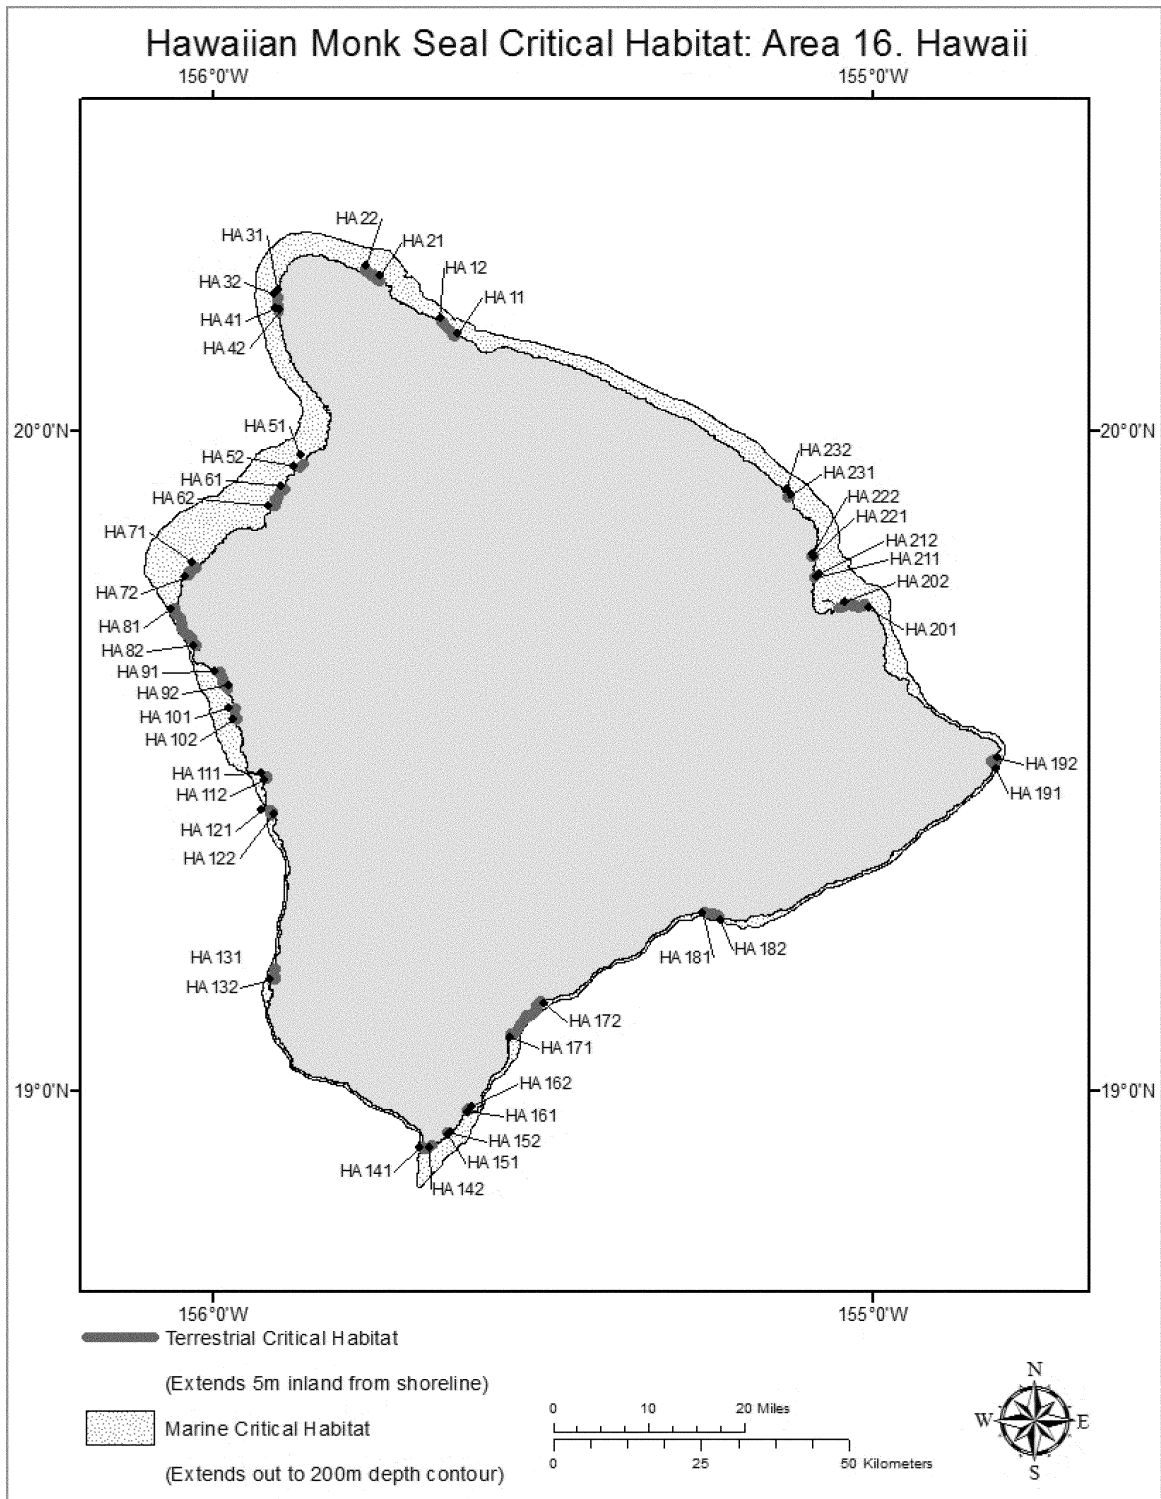 Hawaiian Monk Seal Critical Habitat: Area 16. Hawaii
156°0'W 155°0'W
HA 22
HA 31
HA 21
HA 12
HA 32
HA 11
HA 41
HA 42
20°0'N 20°0'N
HA 51
HA 232
HA 52
HA 231
HA 61
HA 62
HA 222
HA 221
HA 71
HA 212
HA 211
HA 202
HA 72
HA 81
HA 201
HA 82
HA 91
HA 92
HA 101
HA 102
HA 192
HA 111
HA 112
HA 191
HA 121
HA 122
HA 182
HA 131
HA 181
HA 132
HA 172
HA 171
HA 162
19°0'N 19°0'N
HA 161
HA 152
HA 151
HA 141
HA 142
156°0'W 155°0'W
Terrestrial Critical Habitat
(Extends 5m inland from shoreline)
Marine Critical Habitat
(Extends out to 200m depth contour)
0 10 20 Miles
0 25 50 Kilometers
N
W E
S